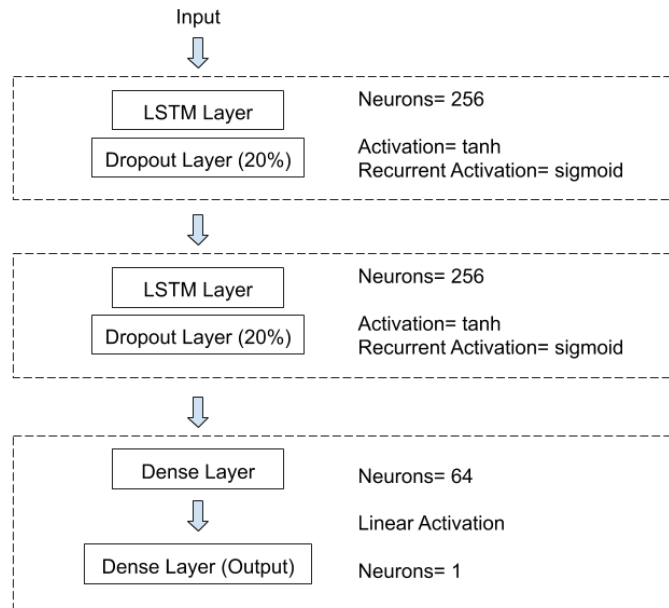 Input
LSTM Layer
Dropout Layer (20%)
Neurons= 256
Activation= tanh
Recurrent Activation= sigmoid
LSTM Layer
Dropout Layer (20%)
Neurons= 256
Activation= tanh
Recurrent Activation= sigmoid
Dense Layer
Dense Layer (Output)
Neurons= 64
Linear Activation
Neurons= 1